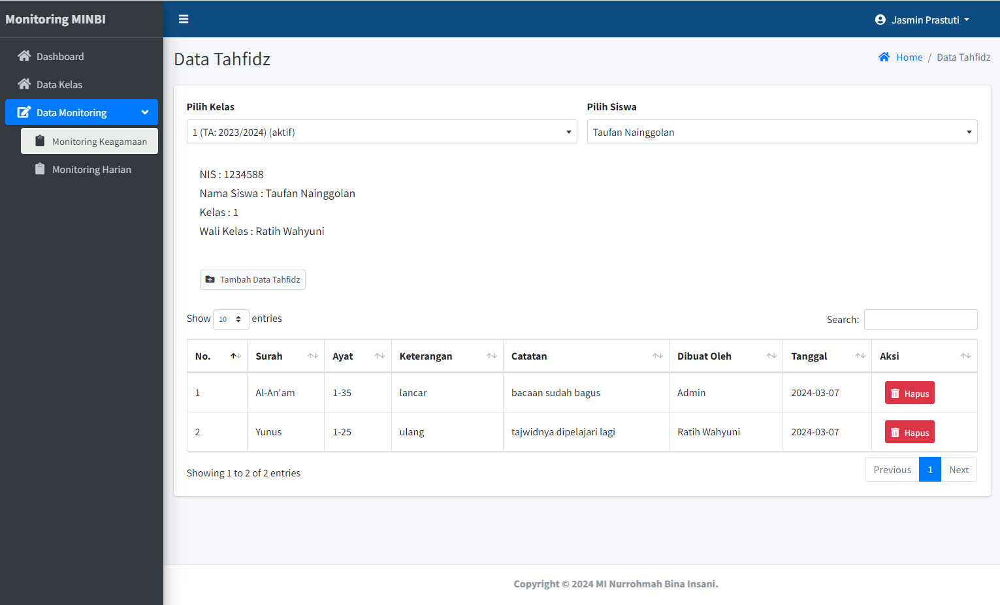 Monitoring MINBI
Jasmin Prastuti
Dashboard
Data Kelas
Data Monitoring
Monitoring Keagamaan
Monitoring Harian
Data Tahfidz
Home / Data Tahfidz
Pilih Kelas
1 (TA: 2023/2024) (aktif)
Pilih Siswa
Taufan Nainggolan
NIS : 1234588
Nama Siswa : Taufan Nainggolan
Kelas : 1
Wali Kelas : Ratih Wahyuni
Tambah Data Tahfidz
Show 10 entries
Search:
No. Surah Ayat Keterangan Catatan Dibuat Oleh Tanggal Aksi
1 Al-An'am 1-35 lancar bacaan sudah bagus Admin 2024-03-07 Hapus
2 Yunus 1-25 ulang tajwidnya dipelajari lagi Ratih Wahyuni 2024-03-07 Hapus
Showing 1 to 2 of 2 entries
Previous 1 Next
Copyright © 2024 MI Nurrohmah Bina Insani.